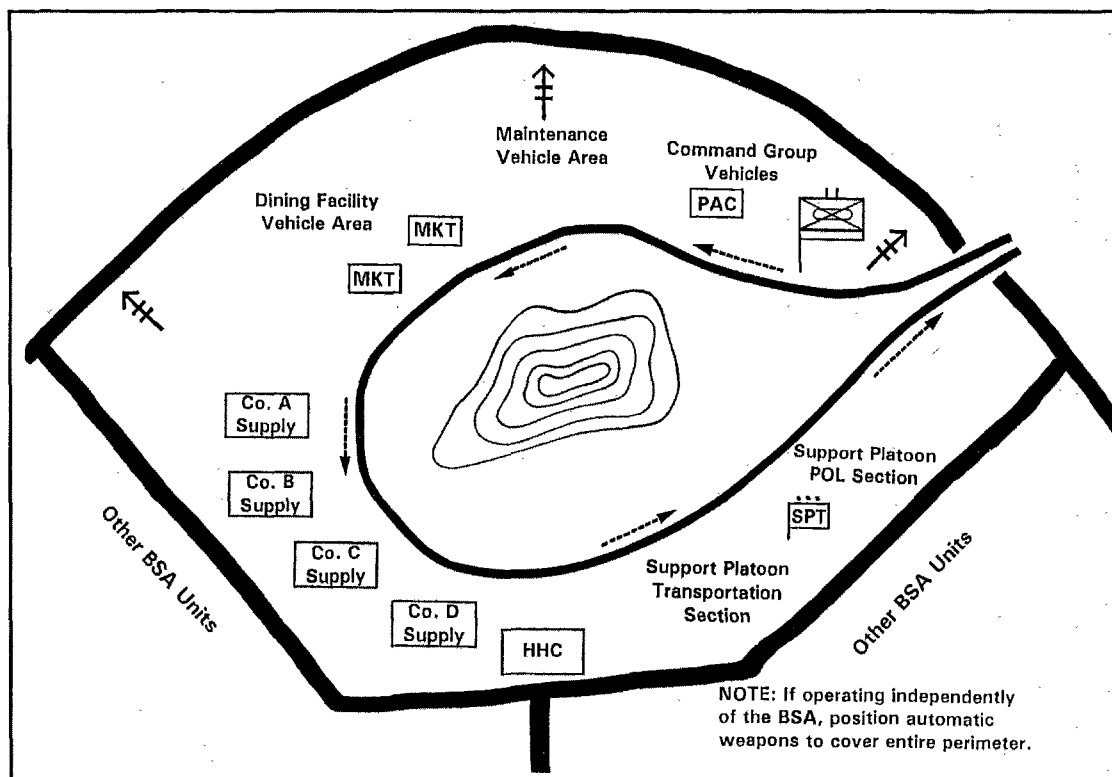 Maintenance
Vehicle Area
Command Group
Vehicles
PAC
Dining Facility
Vehicle Area
MKT
MKT
Co. A
Supply
Co. B
Supply
Co. C
Supply
Co. D
Supply
HHC
Other BSA Units
Support Platoon
POL Section
SPT
Support Platoon
Transportation
Section
Other BSA Units
NOTE: If operating independently
of the BSA, position automatic
weapons to cover entire perimeter.